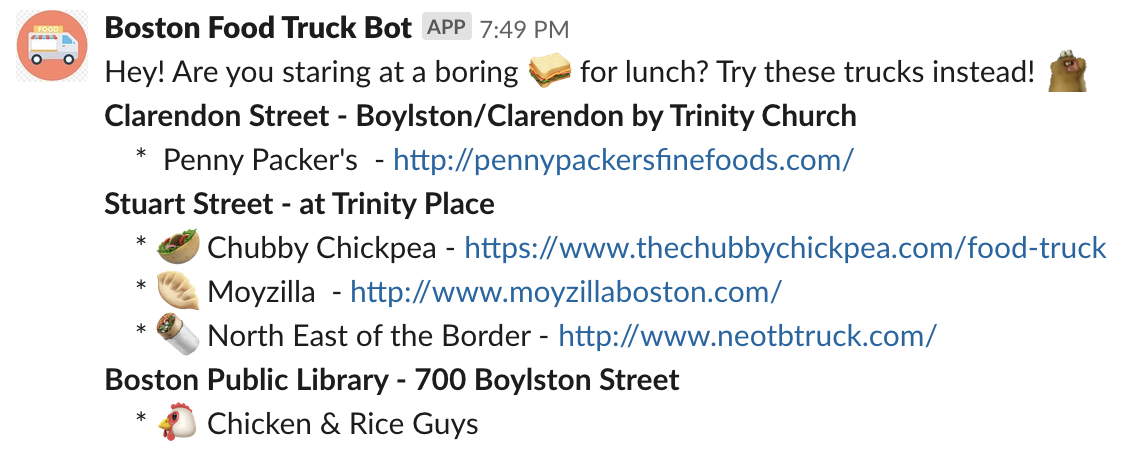 FOOD
Boston Food Truck Bot APP 7:49 PM
Hey! Are you staring at a boring 🥪 for lunch? Try these trucks instead!
Clarendon Street - Boylston/Clarendon by Trinity Church
* Penny Packer's - http://pennypackersfinefoods.com/
Stuart Street - at Trinity Place
* 🥙 Chubby Chickpea - https://www.thechubbychickpea.com/food-truck
* 🥟 Moyzilla - http://www.moyzillaboston.com/
* 🌯 North East of the Border - http://www.neotbtruck.com/
Boston Public Library - 700 Boylston Street
* 🐔 Chicken & Rice Guys